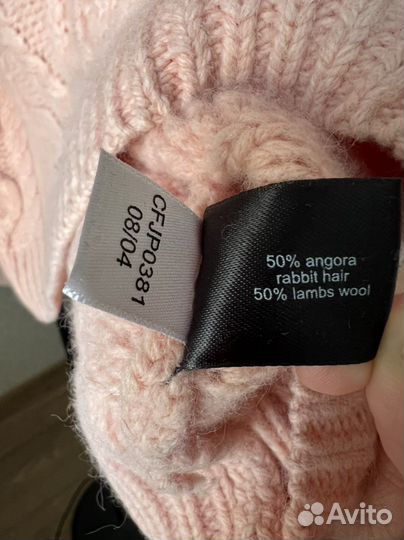 CFJP0381
08/04
50% angora
rabbit hair
50% lambs wool
Avito